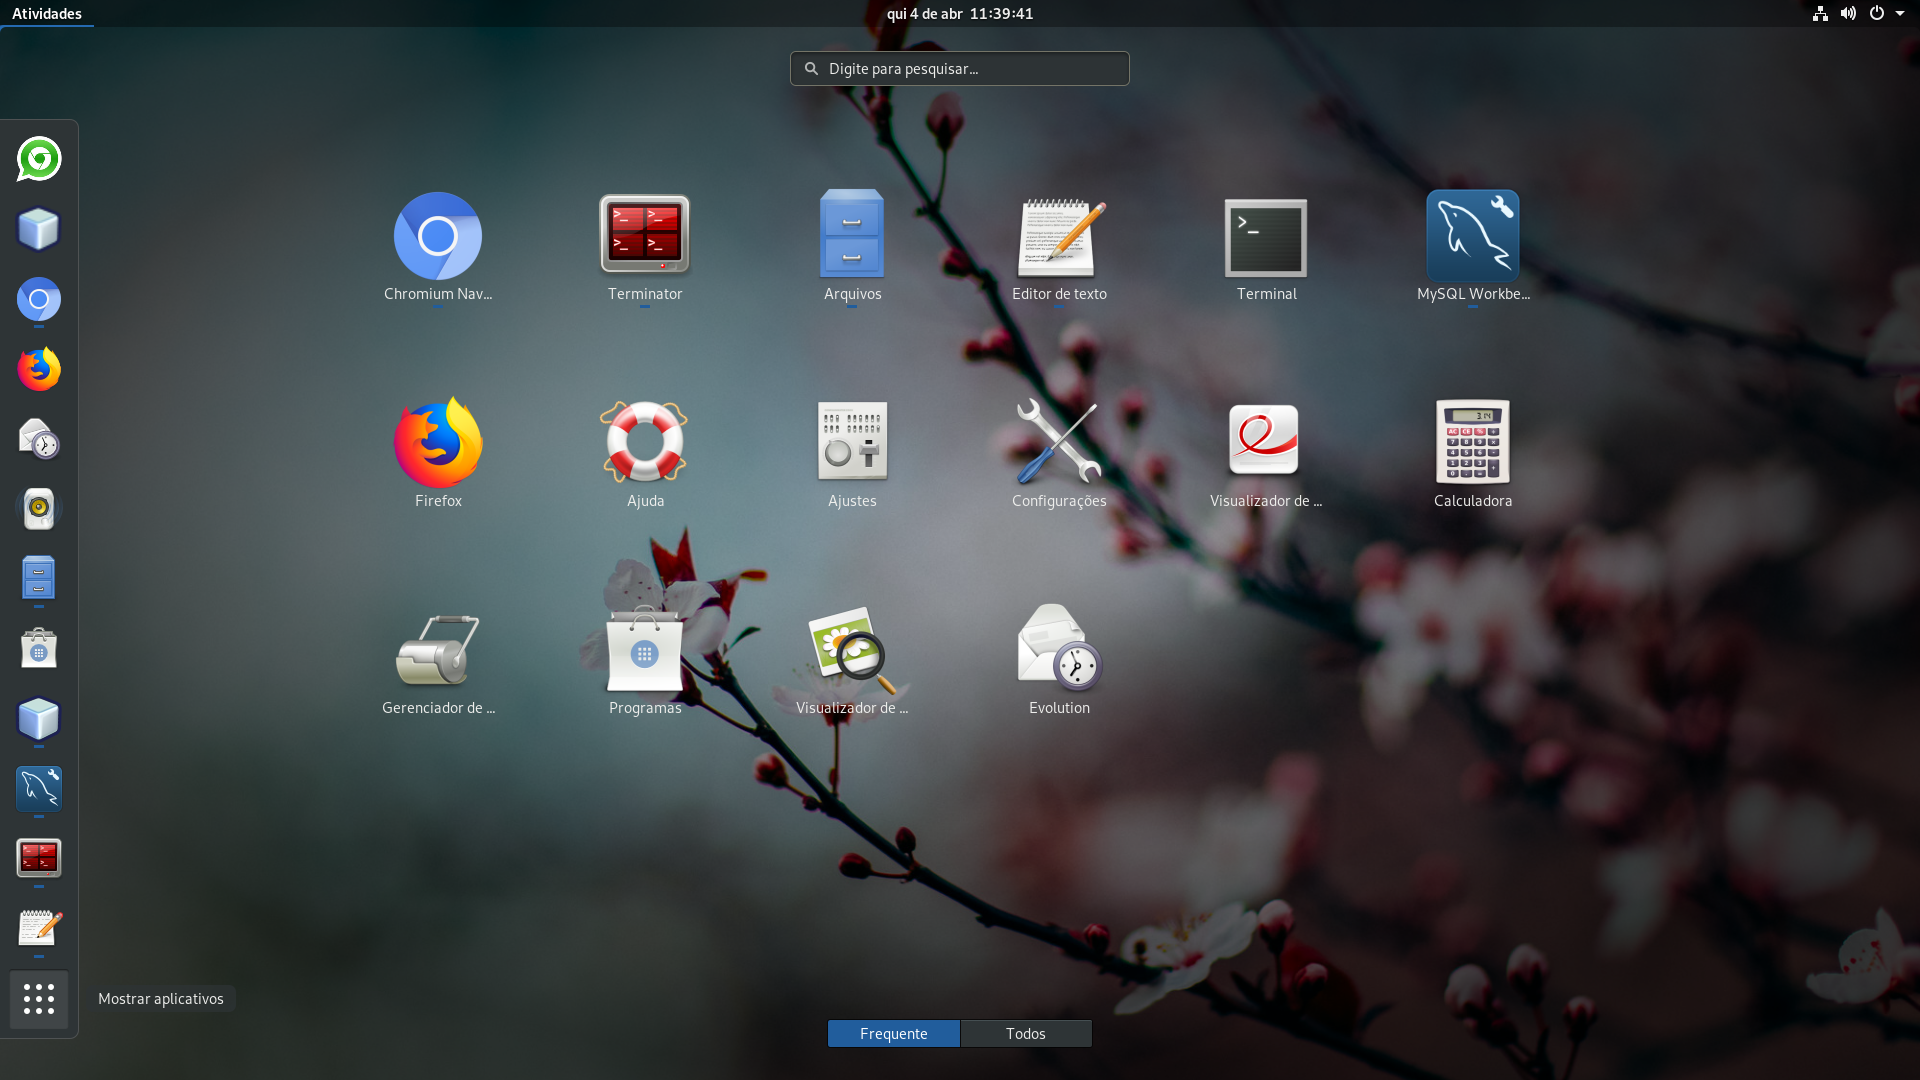 Atividades
qui 4 de abr 11:39:41
Digite para pesquisar...
Chromium Nav...
Terminator
Arquivos
Editor de texto
Terminal
MySQL Workbe...
Firefox
Ajuda
Ajustes
Configurações
Visualizador de ...
Calculadora
Gerenciador de ...
Programas
Visualizador de ...
Evolution
Mostrar aplicativos
Frequente
Todos